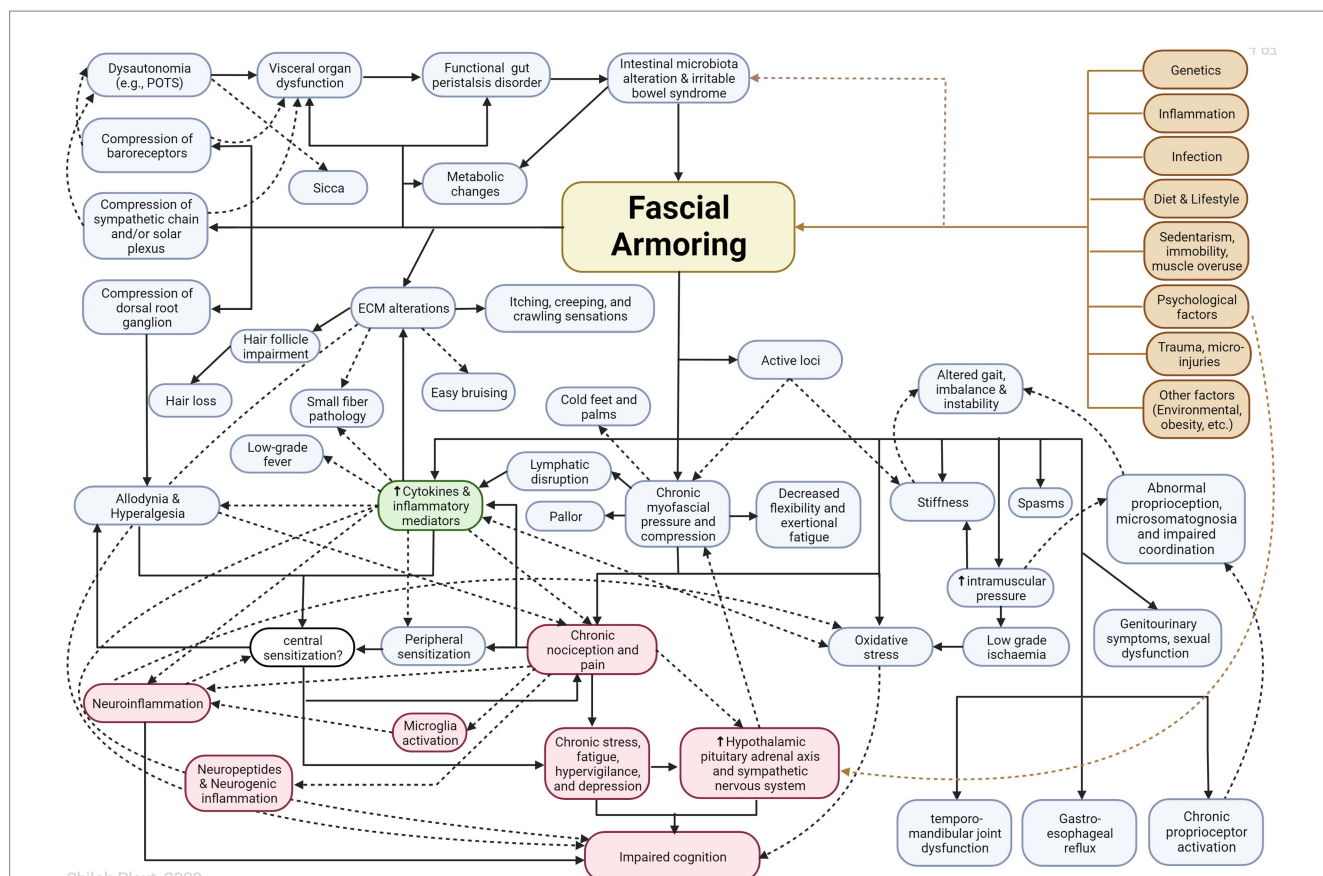 Dysautonomia
(e.g., POTS)
Visceral organ
dysfunction
Functional gut
peristalsis disorder
Intestinal microbiota
alteration & irritable
bowel syndrome
Genetics
Inflammation
Infection
Diet & Lifestyle
Sedentarism,
immobility,
muscle overuse
Psychological
factors
Trauma, micro-
injuries
Other factors
(Environmental,
obesity, etc.)
Compression of
baroreceptors
Sicca
Metabolic
changes
Compression of
sympathetic chain
and/or solar
plexus
Fascial
Armoring
Compression of
dorsal root
ganglion
ECM alterations
Itching, creeping, and
crawling sensations
Hair follicle
impairment
Hair loss
Small fiber
pathology
Easy bruising
Active loci
Cold feet and
palms
Altered gait,
imbalance &
instability
Low-grade
fever
Lymphatic
disruption
Allodynia &
Hyperalgesia
↑Cytokines &
inflammatory
mediators
Pallor
Chronic
myofascial
pressure and
compression
Decreased
flexibility and
exertional
fatigue
Stiffness
Spasms
Abnormal
proprioception,
microsomatognosia
and impaired
coordination
↑intramuscular
pressure
central
sensitization?
Peripheral
sensitization
Chronic
nociception and
pain
Oxidative
stress
Low grade
ischaemia
Genitourinary
symptoms, sexual
dysfunction
Neuroinflammation
Microglia
activation
Neuropeptides
& Neurogenic
inflammation
Chronic stress,
fatigue,
hypervigilance,
and depression
↑Hypothalamic
pituitary adrenal axis
and sympathetic
nervous system
temporo-
mandibular joint
dysfunction
Gastro-
esophageal
reflux
Chronic
proprioceptor
activation
Impaired cognition